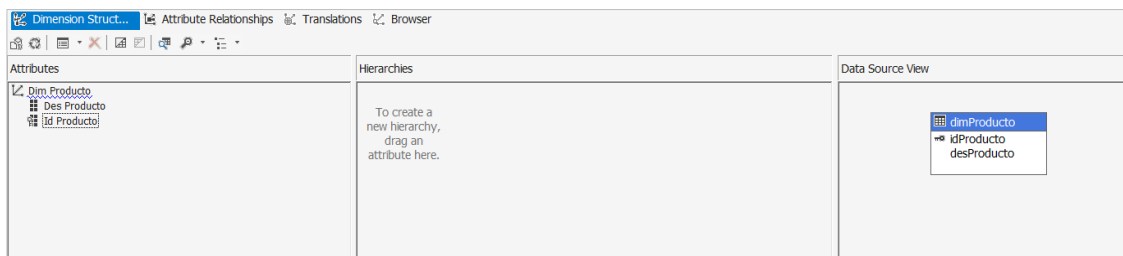 Dimension Struct... Attribute Relationships Translations Browser
Attributes
Dim Producto
Des Producto
Id Producto
Hierarchies
To create a
new hierarchy,
drag an
attribute here.
Data Source View
dimProducto
idProducto
desProducto